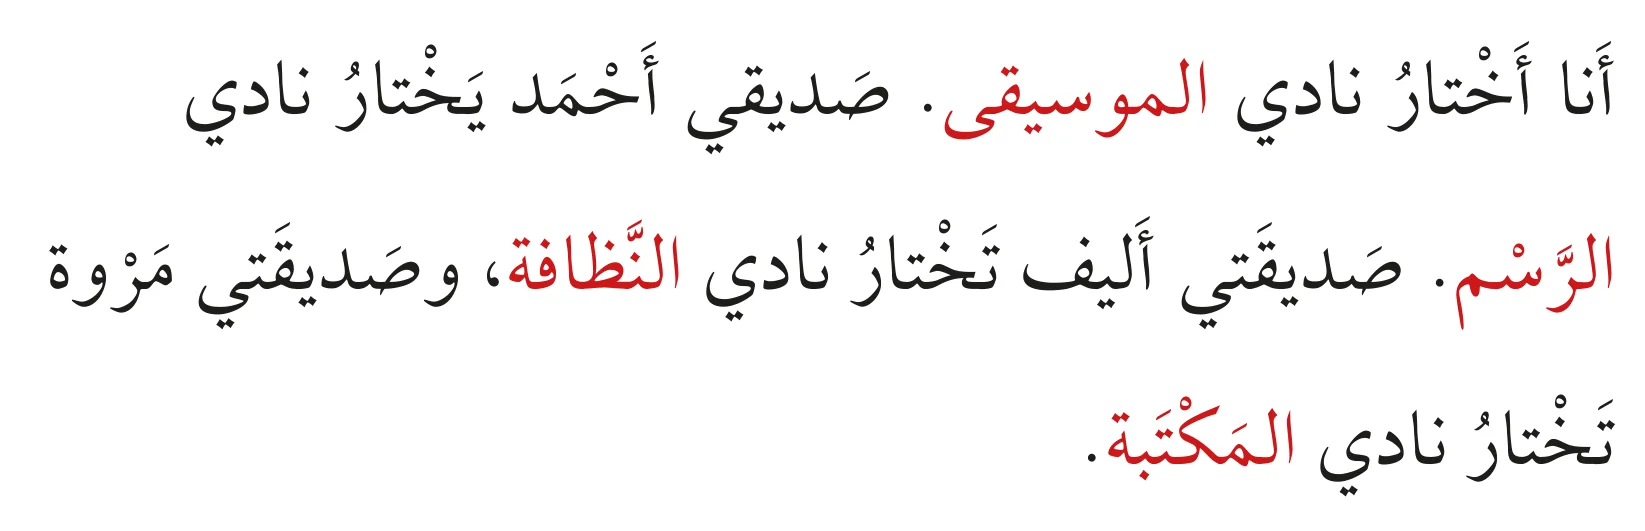 أَنا أَخْتارُ نادي الموسيقى. صَديقي أَحْمَد يَخْتارُ نادي
الرَّسْم. صَديقَتي أَليف تَخْتارُ نادي النَّظافة، وصَديقَتي مَرْوة
تَخْتارُ نادي المَكْتَبة.